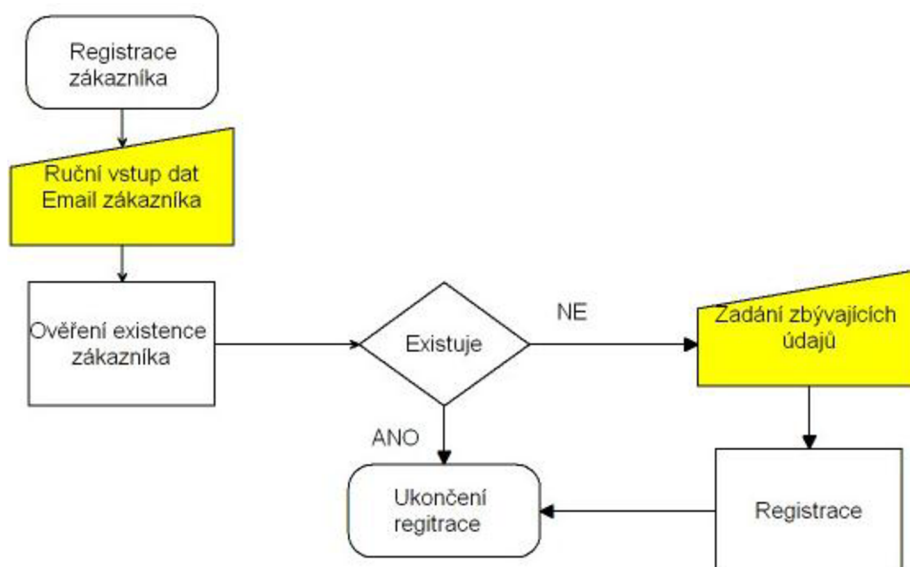 Registrace
zákazníka
Ruční vstup dat
Email zákazníka
Ověření existence
zákazníka
Existuje
NE
Zadání zbývajících
údajů
ANO
Ukončení
regitrace
Registrace